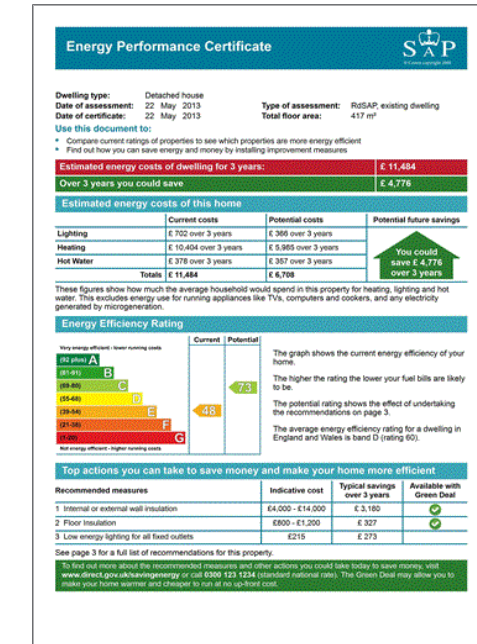 Energy Performance Certificate
SAP
Dwelling type: Detached house
Date of assessment: 22 May 2013 Type of assessment: RdSAP, existing dwelling
Date of certificate: 22 May 2013 Total floor area: 417 m²
Use this document to:
• Compare current ratings of properties to see which properties are more energy efficient
• Find out how you can save energy and money by installing improvement measures
Estimated energy costs of dwelling for 3 years: £ 11,484
Over 3 years you could save £ 4,776
Estimated energy costs of this home
Current costs Potential costs Potential future savings
Lighting £ 702 over 3 years £ 366 over 3 years
Heating £ 10,404 over 3 years £ 5,985 over 3 years
Hot Water £ 378 over 3 years £ 357 over 3 years
Totals £ 11,484 £ 6,708
You could
save £ 4,776
over 3 years
These figures show how much the average household would spend in this property for heating, lighting and hot
water. This excludes energy use for running appliances like TVs, computers and cookers, and any electricity
generated by microgeneration.
Energy Efficiency Rating
Current Potential
Very energy efficient - lower running costs
(92 plus) A
(81-91) B
(69-80) C
(55-68) D
(39-54) E
(21-38) F
(1-20) G
Not energy efficient - higher running costs
48
73
The graph shows the current energy efficiency of your
home.
The higher the rating the lower your fuel bills are likely
to be.
The potential rating shows the effect of undertaking
the recommendations on page 3.
The average energy efficiency rating for a dwelling in
England and Wales is band D (rating 60).
Top actions you can take to save money and make your home more efficient
Recommended measures Indicative cost Typical savings over 3 years Available with Green Deal
1 Internal or external wall insulation £4,000 - £14,000 £ 3,180
2 Floor Insulation £800 - £1,200 £ 327
3 Low energy lighting for all fixed outlets £215 £ 273
See page 3 for a full list of recommendations for this property.
To find out more about the recommended measures and other actions you could take today to save money, visit
www.direct.gov.uk/savingenergy or call 0300 123 1234 (standard national rate). The Green Deal may allow you to
make your home warmer and cheaper to run at no up-front cost.